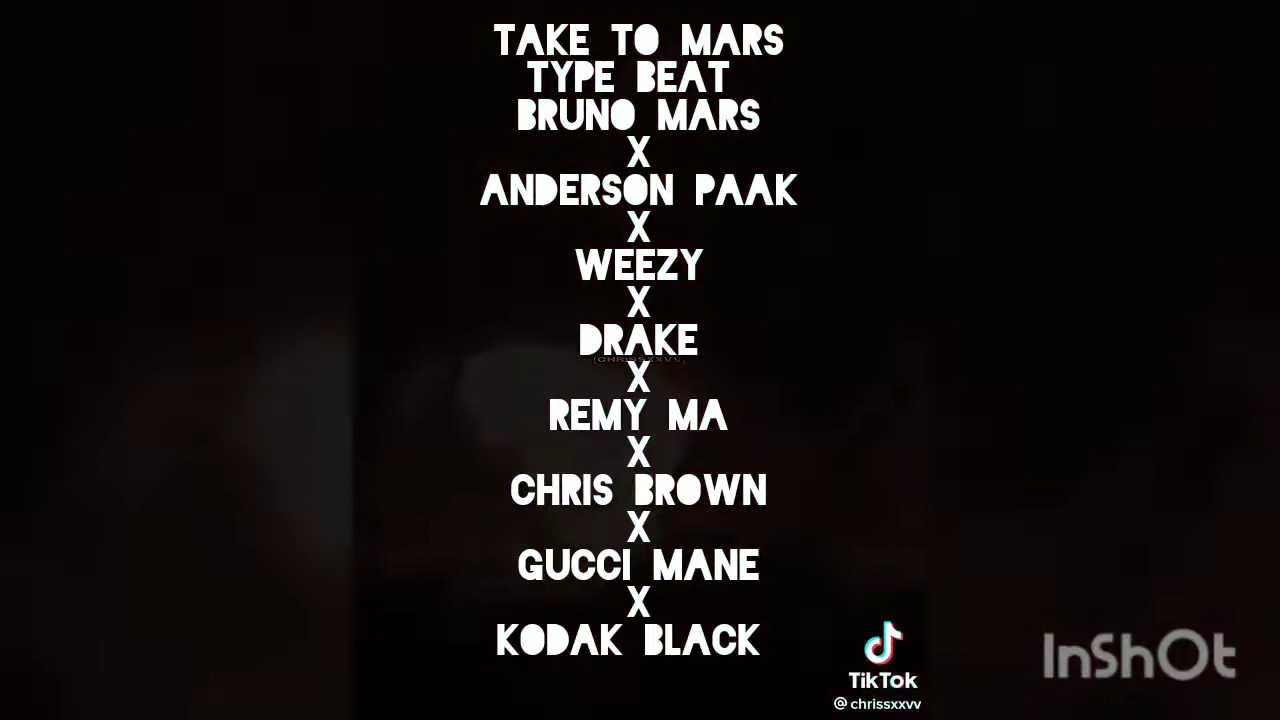 TAKE TO MARS
TYPE BEAT
BRUNO MARS
X
ANDERSON PAAK
X
WEEZY
X
DRAKE
(CHRISSXXVV)
X
REMY MA
X
CHRIS BROWN
X
GUCCI MANE
X
KODAK BLACK
TikTok
@chrissxxvv
InShOt